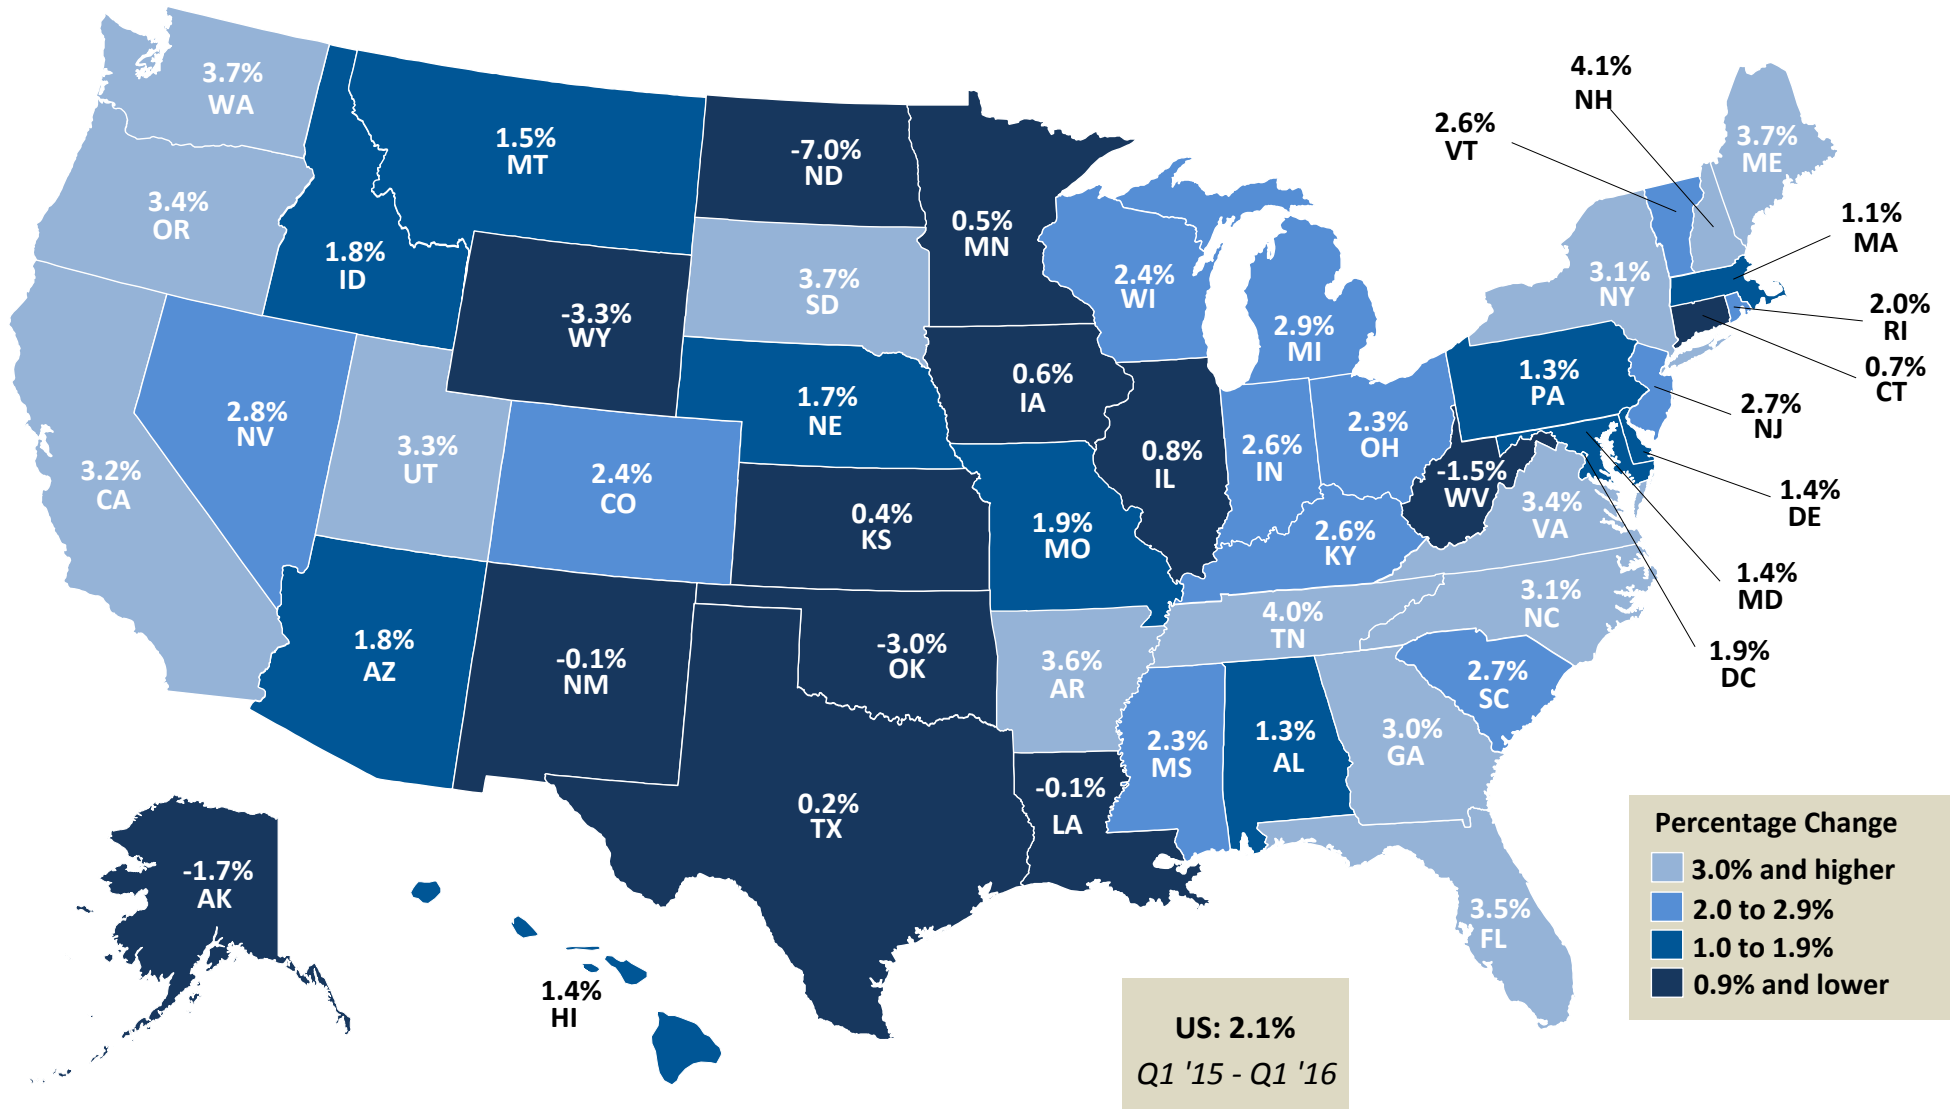 3.7%
WA
3.4%
OR
3.2%
CA
1.8%
ID
2.8%
NV
1.5%
MT
-3.3%
WY
3.3%
UT
2.4%
CO
1.8%
AZ
-0.1%
NM
-7.0%
ND
3.7%
SD
1.7%
NE
0.4%
KS
-3.0%
OK
0.2%
TX
0.5%
MN
0.6%
IA
1.9%
MO
3.6%
AR
-0.1%
LA
2.4%
WI
0.8%
IL
2.9%
MI
2.6%
IN
2.3%
OH
2.6%
KY
4.0%
TN
2.3%
MS
1.3%
AL
3.0%
GA
3.5%
FL
2.7%
SC
3.1%
NC
3.4%
VA
-1.5%
WV
1.3%
PA
3.1%
NY
2.6%
VT
4.1%
NH
3.7%
ME
1.1%
MA
2.0%
RI
0.7%
CT
2.7%
NJ
1.4%
DE
1.4%
MD
1.9%
DC
-1.7%
AK
1.4%
HI
US: 2.1%
Q1 '15 - Q1 '16
Percentage Change
3.0% and higher
2.0 to 2.9%
1.0 to 1.9%
0.9% and lower